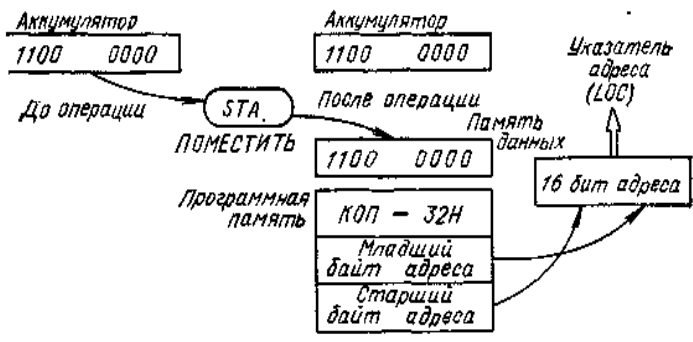 Аккумулятор
1100 0000
До операции
STA.
ПОМЕСТИТЬ
Аккумулятор
1100 0000
После операции
Память
данных
1100 0000
Указатель
адреса
(LOC)
16 бит адреса
Программная
память
КОП – 32H
Младший
байт адреса
Старший
байт адреса